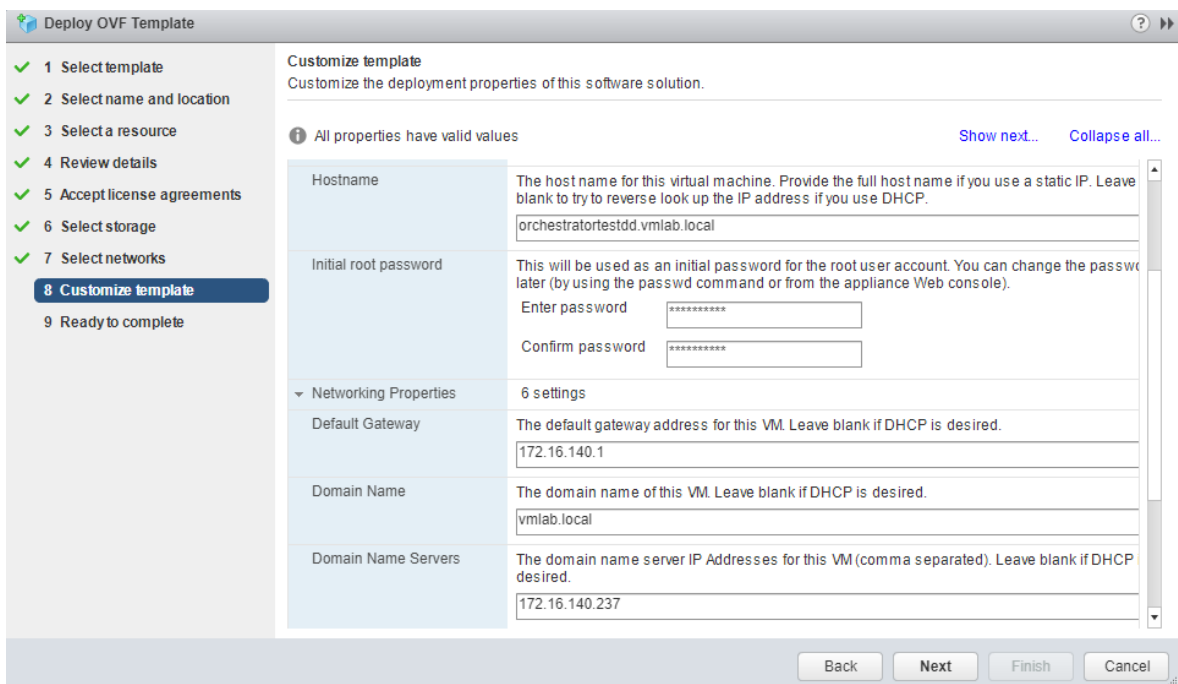 Deploy OVF Template
1 Select template
2 Select name and location
3 Select a resource
4 Review details
5 Accept license agreements
6 Select storage
7 Select networks
8 Customize template
9 Ready to complete
Customize template
Customize the deployment properties of this software solution.
All properties have valid values
Show next...
Collapse all...
Hostname
The host name for this virtual machine. Provide the full host name if you use a static IP. Leave
blank to try to reverse look up the IP address if you use DHCP.
orchestratortestdd.vmlab.local
Initial root password
This will be used as an initial password for the root user account. You can change the passwo
later (by using the passwd command or from the appliance Web console).
Enter password
**********
Confirm password
**********
Networking Properties
6 settings
Default Gateway
The default gateway address for this VM. Leave blank if DHCP is desired.
172.16.140.1
Domain Name
The domain name of this VM. Leave blank if DHCP is desired.
vmlab.local
Domain Name Servers
The domain name server IP Addresses for this VM (comma separated). Leave blank if DHCP
desired.
172.16.140.237
Back
Next
Finish
Cancel